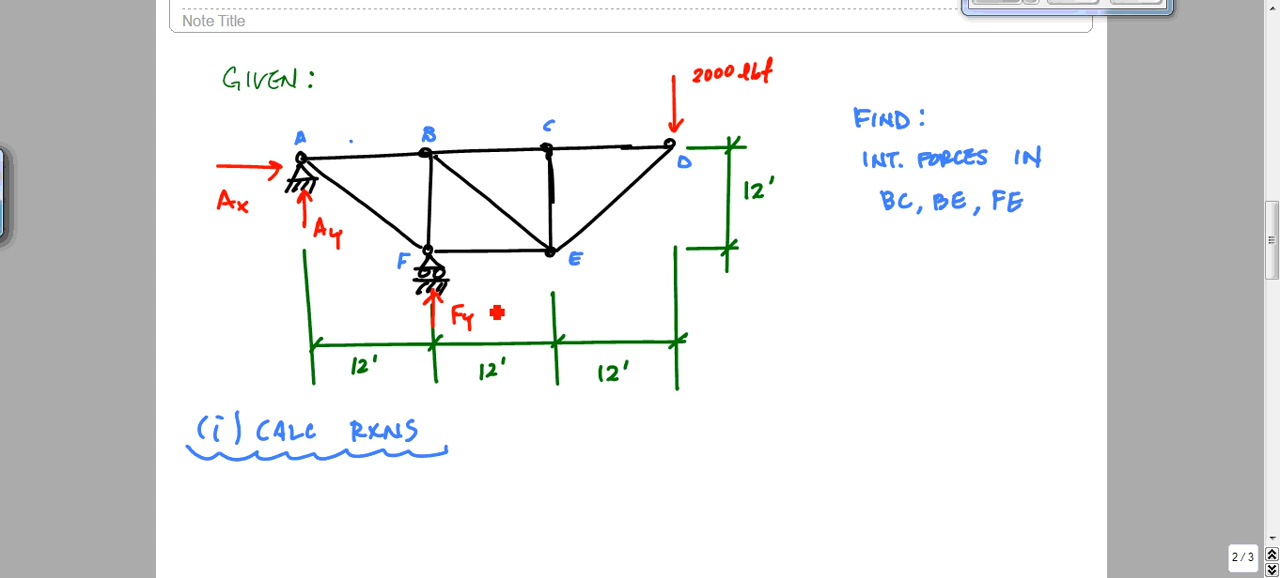 Note Title
GIVEN:
2000 lbf
FIND:
INT. FORCES IN
BC, BE, FE
A
B
C
D
Ax
Ay
12'
F
E
Fy
12'
12'
12'
(i) CALC RXNS
2 / 3